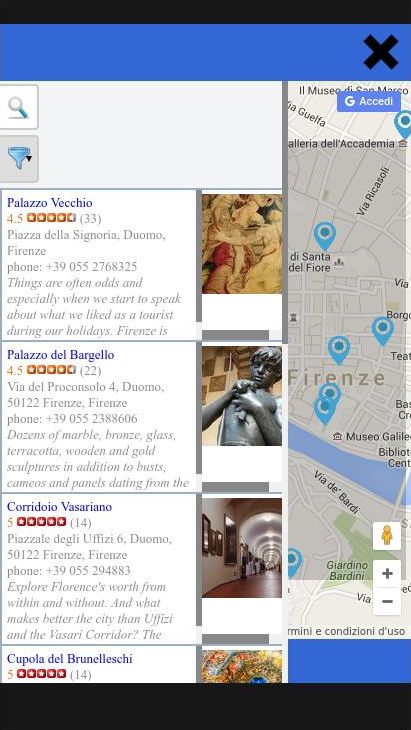 Palazzo Vecchio
4.5 (33)
Piazza della Signoria, Duomo,
Firenze
phone: +39 055 2768325
Things are often odds and
especially when we start to speak
about what we liked as a tourist
during our holidays. Firenze is
Palazzo del Bargello
4.5 (22)
Via del Proconsolo 4, Duomo,
50122 Firenze, Firenze
phone: +39 055 2388606
Dozens of marble, bronze, glass,
terracotta, wooden and gold
sculptures in addition to busts,
cameos and panels dating from the
Corridoio Vasariano
5 (14)
Piazzale degli Uffizi 6, Duomo,
50122 Firenze, Firenze
phone: +39 055 294883
Explore Florence's worth from
within and without. And what
makes better the city than Uffizi
and the Vasari Corridor? The
Cupola del Brunelleschi
5 (14)
Il Museo di San Marco
Accedi
Via Guelfa
alleria dell'Accademia
Via Ricasoli
di Santa
del Fiore
Via
Borgo
Teat
Firenze
Bas
Cro
Museo Galile
Bibliot
Cent
Via de' Bardi
Giardino
Bardini
Via
rmini e condizioni d'uso